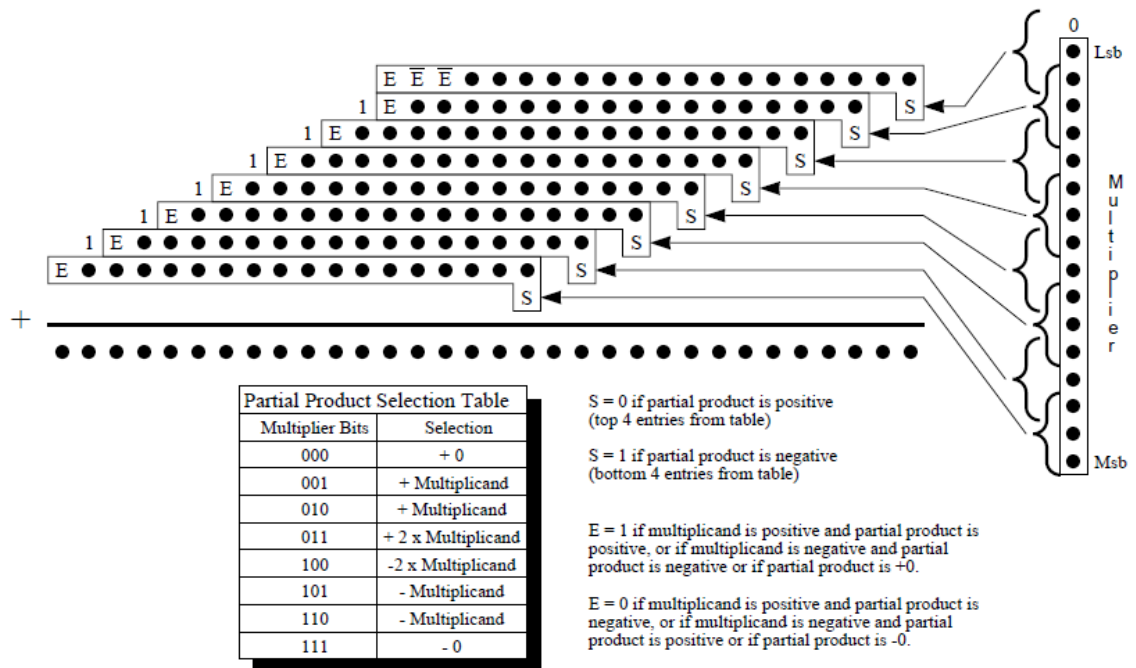 0
Lsb
E E̅ E̅
1 E S
1 E S
1 E S
1 E S
1 E S
1 E S
E S
S
+
Multiplier
Msb
Partial Product Selection Table
Multiplier Bits Selection
000 + 0
001 + Multiplicand
010 + Multiplicand
011 + 2 x Multiplicand
100 -2 x Multiplicand
101 - Multiplicand
110 - Multiplicand
111 - 0
S = 0 if partial product is positive
(top 4 entries from table)
S = 1 if partial product is negative
(bottom 4 entries from table)
E = 1 if multiplicand is positive and partial product is
positive, or if multiplicand is negative and partial
product is negative or if partial product is +0.
E = 0 if multiplicand is positive and partial product is
negative, or if multiplicand is negative and partial
product is positive or if partial product is -0.